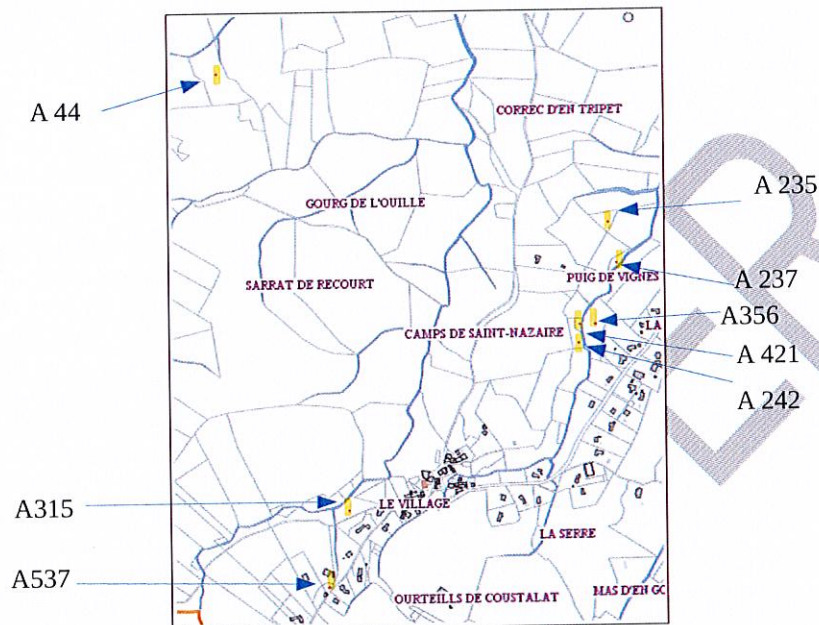 A 44
CORREC D'EN TRIPET
A 235
GOURG DE L'OUILLE
PUIG DE VIGNES
A 237
SARRAT DE RECOURT
A356
CAMPS DE SAINT-NAZAIRE
LA
A 421
A 242
A315
LE VILLAGE
LA SERRE
A537
OURTEILLS DE COUSTALAT
MAS D'EN GO